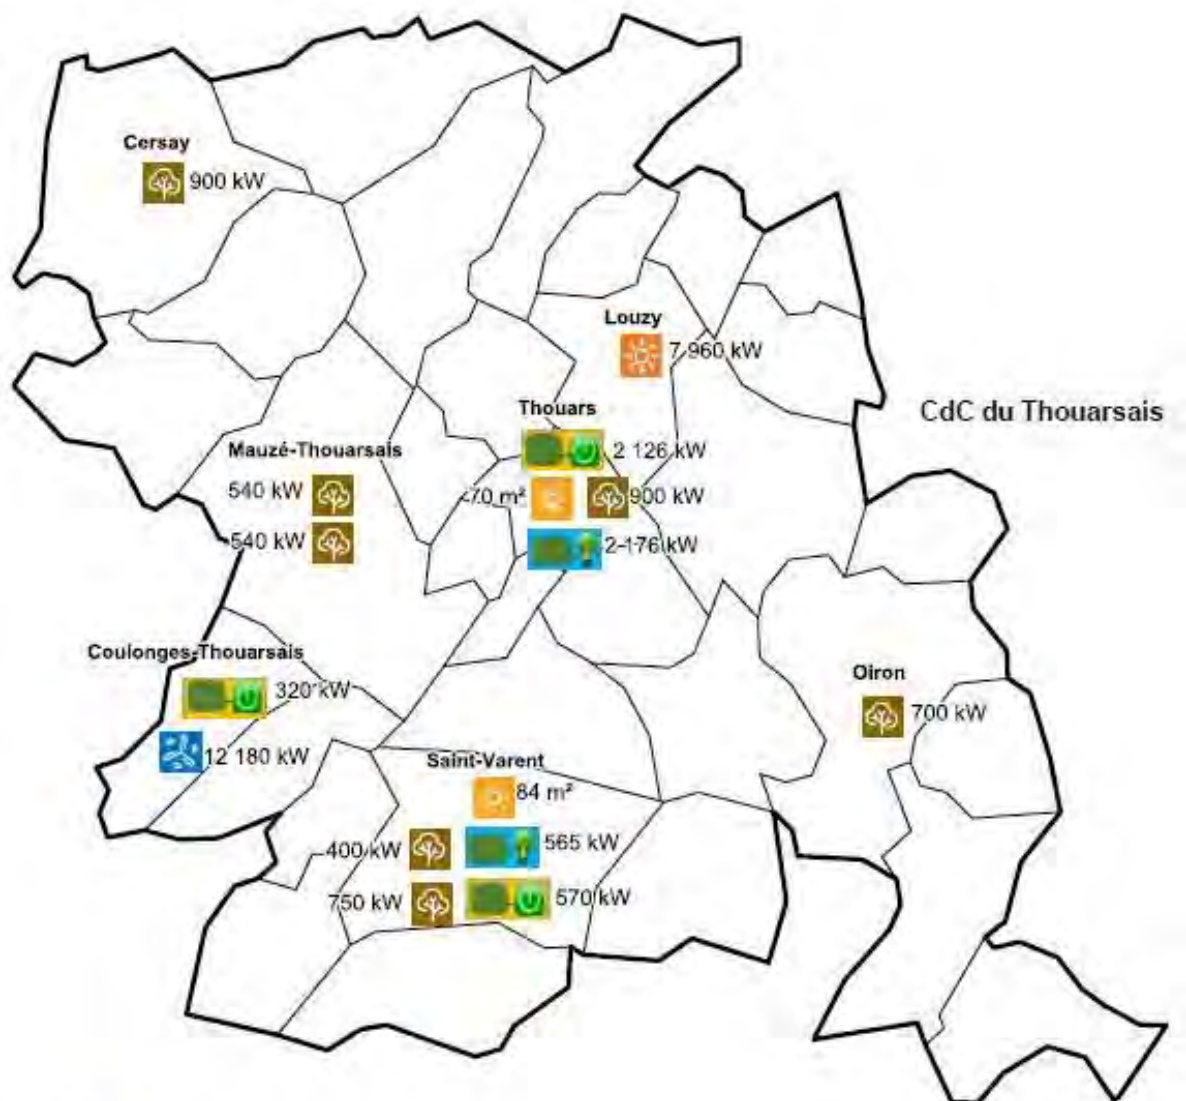 Cersay
900 kW
Louzy
7 960 kW
CdC du Thouarsais
Thouars
2 126 kW
Mauzé-Thouarsais
540 kW
70 m²
900 kW
540 kW
2 176 kW
Coulonges-Thouarsais
320 kW
Oiron
700 kW
12 180 kW
Saint-Varent
84 m²
400 kW
565 kW
750 kW
570 kW